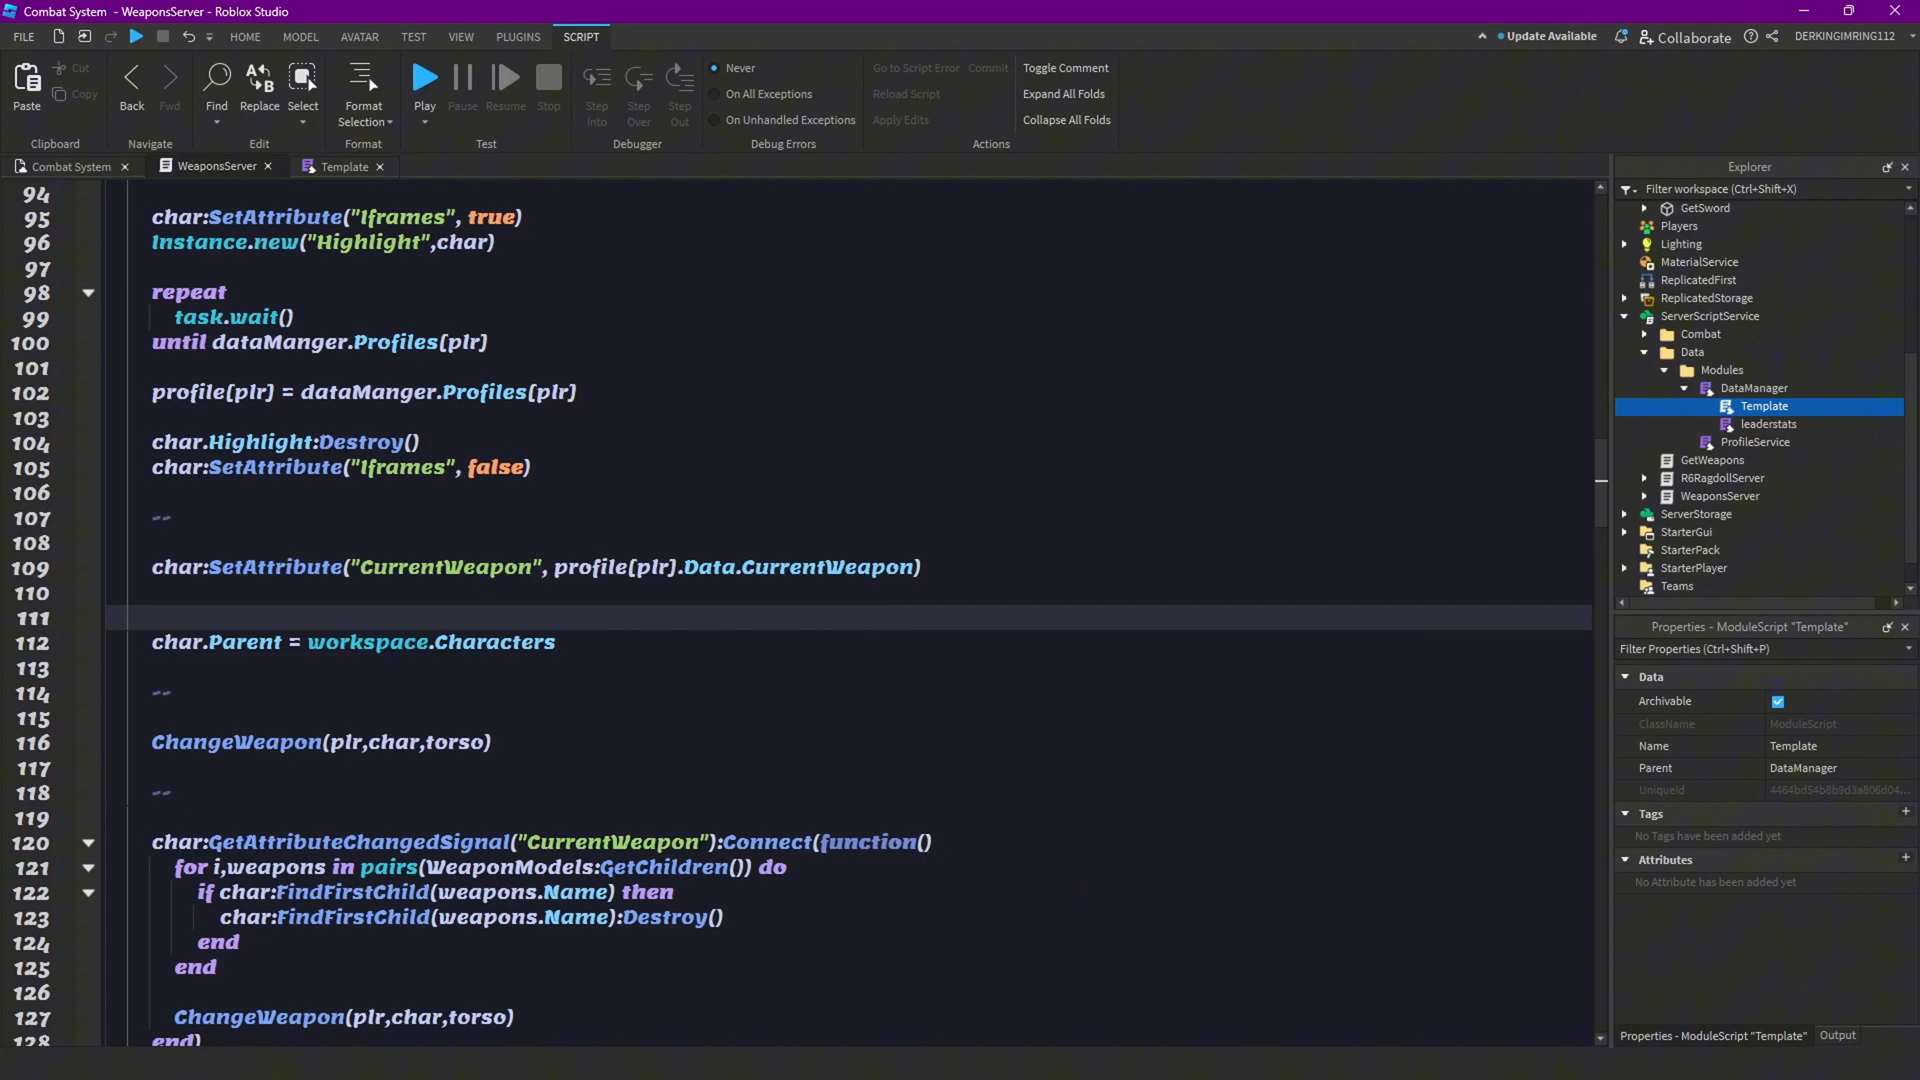 Combat System - WeaponsServer - Roblox Studio
FILE HOME MODEL AVATAR TEST VIEW PLUGINS SCRIPT
Update Available Collaborate DERKINGIMRING112
Paste Cut Copy
Clipboard
Back Fwd
Navigate
Find Replace Select
Edit
Format Selection
Format
Play Pause Resume Stop
Test
Step Into Step Over Step Out
Debugger
Never
On All Exceptions
On Unhandled Exceptions
Debug Errors
Go to Script Error Commit
Reload Script
Apply Edits
Toggle Comment
Expand All Folds
Collapse All Folds
Actions
Combat System WeaponsServer Template
94
95 char:SetAttribute("Iframes", true)
96 Instance.new("Highlight",char)
97
98 repeat
99 task.wait()
100 until dataManger.Profiles[plr]
101
102 profile[plr] = dataManger.Profiles[plr]
103
104 char.Highlight:Destroy()
105 char:SetAttribute("Iframes", false)
106
107 --
108
109 char:SetAttribute("CurrentWeapon", profile[plr].Data.CurrentWeapon)
110
111
112 char.Parent = workspace.Characters
113
114 --
115
116 ChangeWeapon(plr,char,torso)
117
118 --
119
120 char:GetAttributeChangedSignal("CurrentWeapon"):Connect(function()
121 for i,weapons in pairs(WeaponModels:GetChildren()) do
122 if char:FindFirstChild(weapons.Name) then
123 char:FindFirstChild(weapons.Name):Destroy()
124 end
125 end
126
127 ChangeWeapon(plr,char,torso)
128 end)
Explorer
Filter workspace (Ctrl+Shift+X)
GetSword
Players
Lighting
MaterialService
ReplicatedFirst
ReplicatedStorage
ServerScriptService
Combat
Data
Modules
DataManager
Template
leaderstats
ProfileService
GetWeapons
R6RagdollServer
WeaponsServer
ServerStorage
StarterGui
StarterPack
StarterPlayer
Teams
Properties - ModuleScript "Template"
Filter Properties (Ctrl+Shift+P)
Data
Archivable
ClassName ModuleScript
Name Template
Parent DataManager
UniqueId 4464bd54b8b9d3a806d04...
Tags
No Tags have been added yet
Attributes
No Attribute has been added yet
Properties - ModuleScript "Template" Output